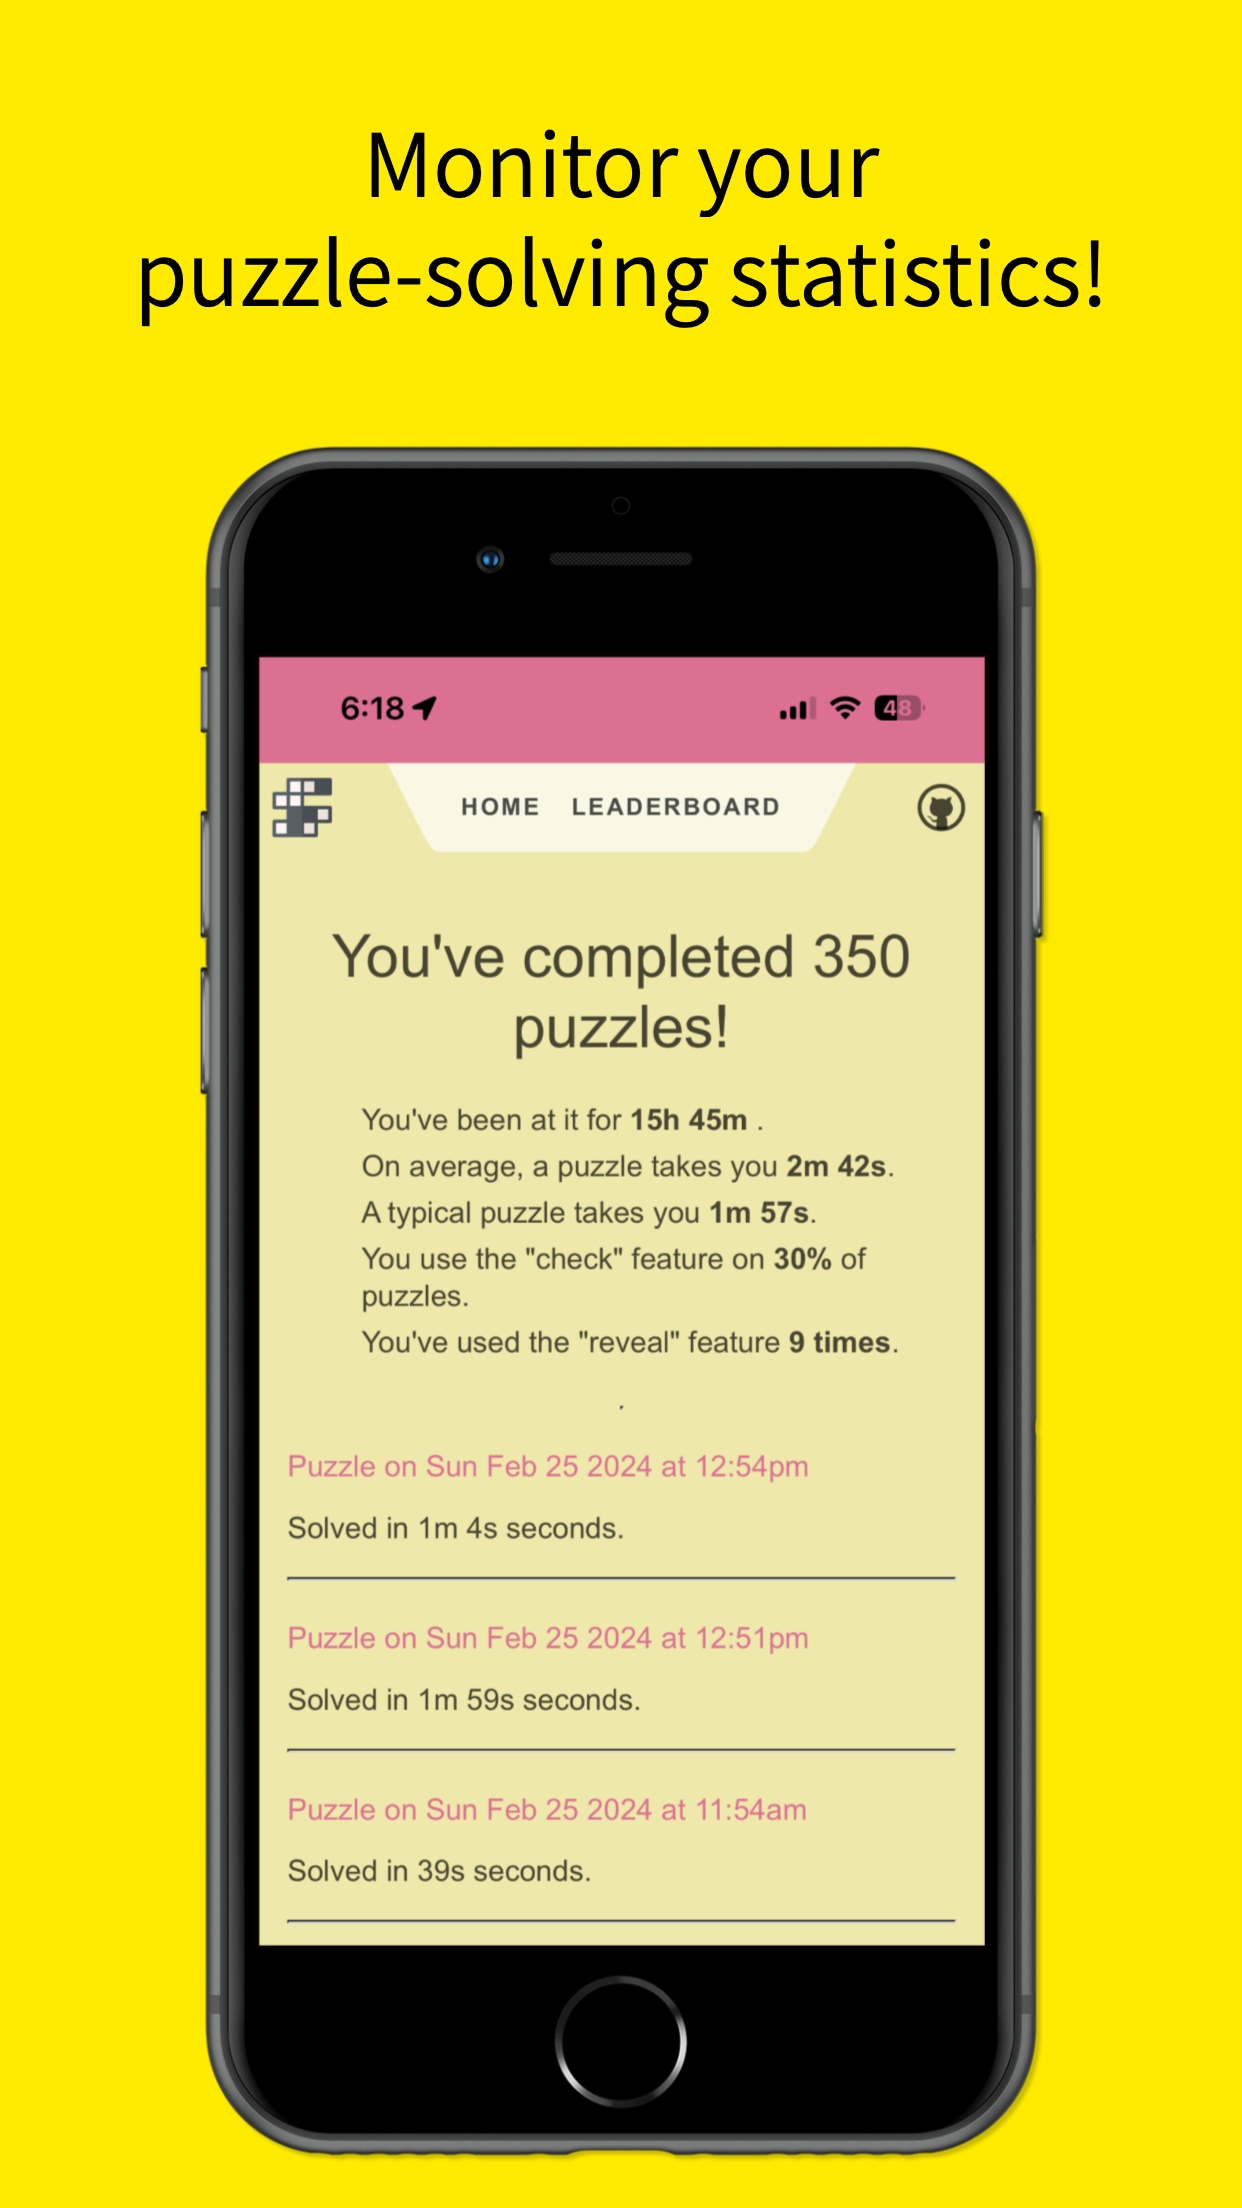 Monitor your
puzzle-solving statistics!
6:18
48
HOME LEADERBOARD
You've completed 350
puzzles!
You've been at it for 15h 45m .
On average, a puzzle takes you 2m 42s.
A typical puzzle takes you 1m 57s.
You use the "check" feature on 30% of
puzzles.
You've used the "reveal" feature 9 times.
Puzzle on Sun Feb 25 2024 at 12:54pm
Solved in 1m 4s seconds.
Puzzle on Sun Feb 25 2024 at 12:51pm
Solved in 1m 59s seconds.
Puzzle on Sun Feb 25 2024 at 11:54am
Solved in 39s seconds.